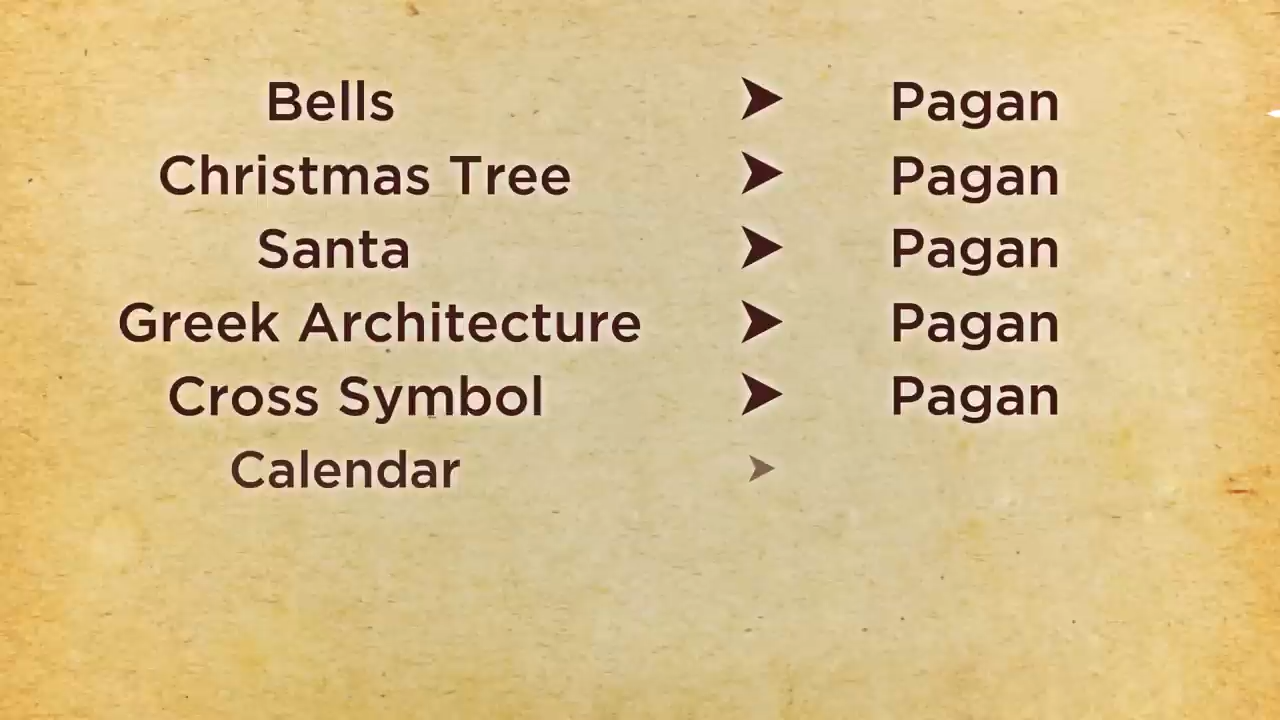 Bells ➤ Pagan
Christmas Tree ➤ Pagan
Santa ➤ Pagan
Greek Architecture ➤ Pagan
Cross Symbol ➤ Pagan
Calendar ➤